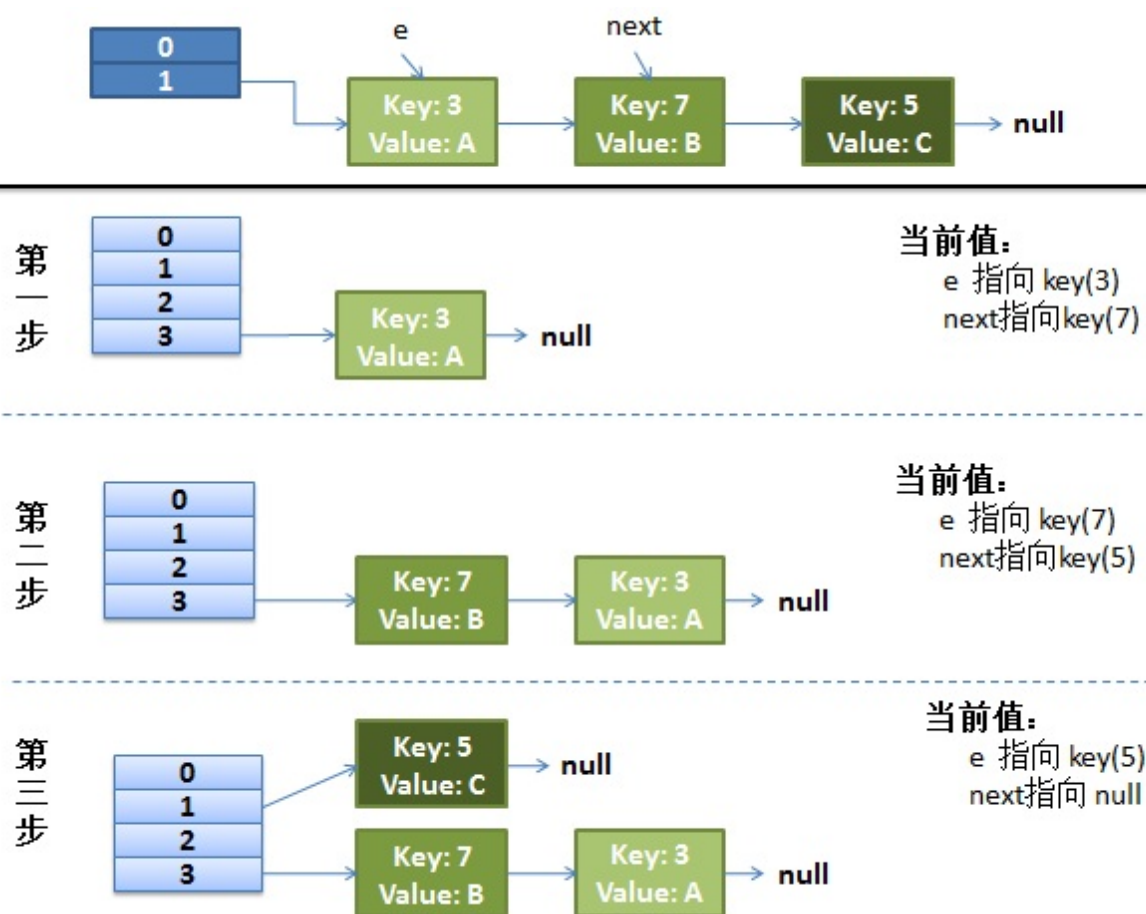 e
next
0
1
Key: 3
Value: A
Key: 7
Value: B
Key: 5
Value: C
null
第一步
0
1
2
3
Key: 3
Value: A
null
当前值：
e 指向 key(3)
next指向key(7)
第二步
0
1
2
3
Key: 7
Value: B
Key: 3
Value: A
null
当前值：
e 指向 key(7)
next指向key(5)
第三步
0
1
2
3
Key: 5
Value: C
null
Key: 7
Value: B
Key: 3
Value: A
null
当前值：
e 指向 key(5)
next指向 null